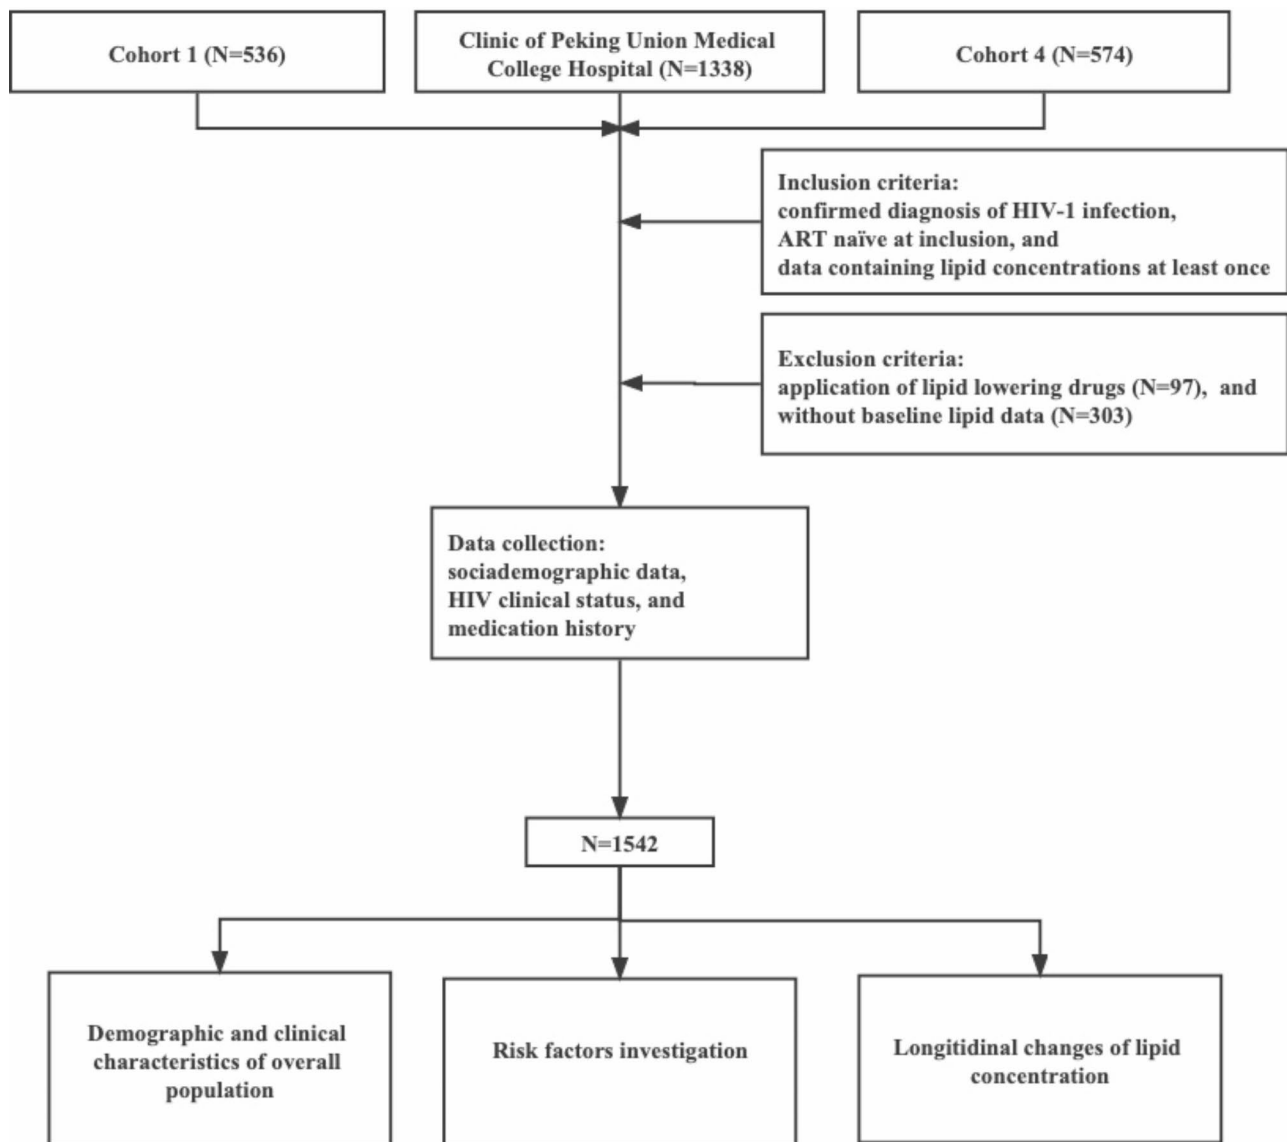 Cohort 1 (N=536)
Clinic of Peking Union Medical
College Hospital (N=1338)
Cohort 4 (N=574)
Inclusion criteria:
confirmed diagnosis of HIV-1 infection,
ART naïve at inclusion, and
data containing lipid concentrations at least once
Exclusion criteria:
application of lipid lowering drugs (N=97), and
without baseline lipid data (N=303)
Data collection:
sociademographic data,
HIV clinical status, and
medication history
N=1542
Demographic and clinical
characteristics of overall
population
Risk factors investigation
Longitidinal changes of lipid
concentration